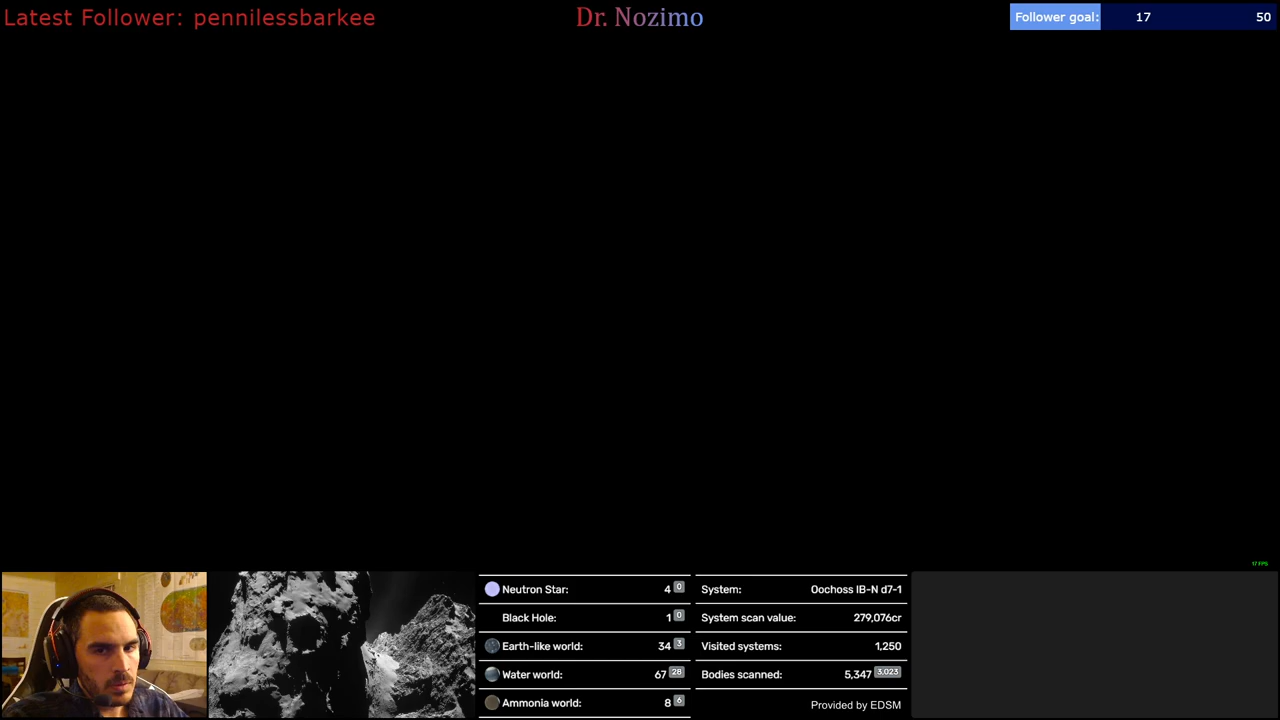 Latest Follower: pennilessbarkee
Dr. Nozimo
Follower goal: 17 50
17 FPS
Neutron Star: 4 0
Black Hole: 1 0
Earth-like world: 34 3
Water world: 67 28
Ammonia world: 8 6
System: Oochoss IB-N d7-1
System scan value: 279,076cr
Visited systems: 1,250
Bodies scanned: 5,347 3,023
Provided by EDSM